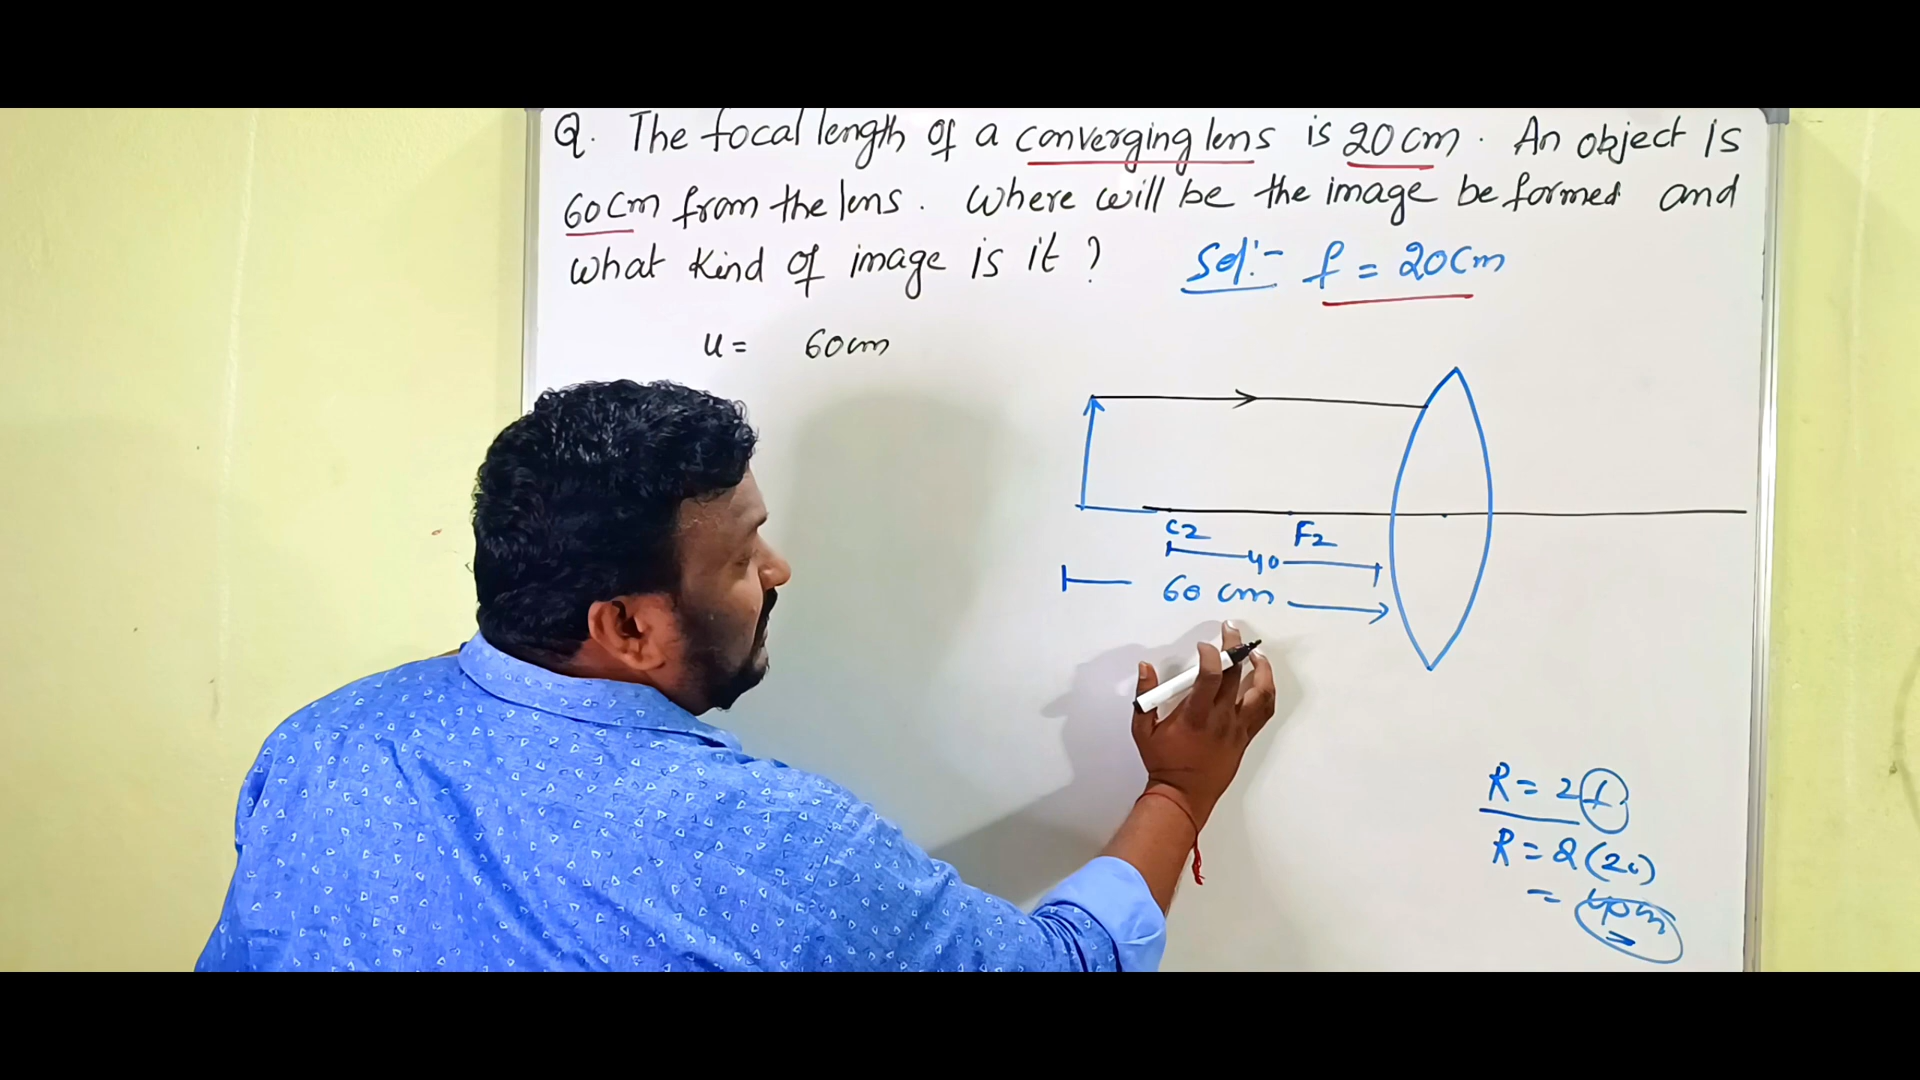 Q. The focal length of a converging lens is 20 cm. An object is
60cm from the lens. Where will be the image be formed and
what kind of image is it?
Sol:- f = 20cm
u = 60cm
C2 F2
40
60 cm
R = 2f
R = 2(20)
= 40cm